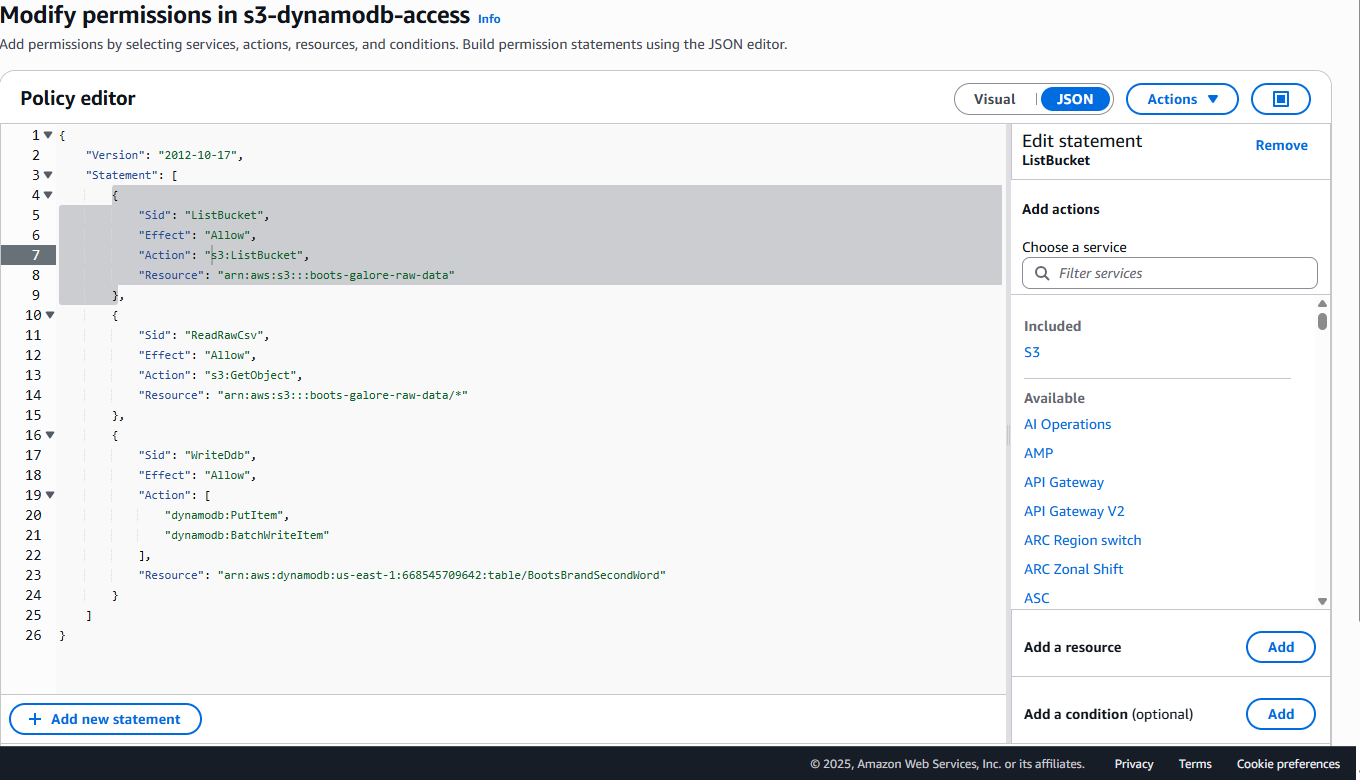 Modify permissions in s3-dynamodb-access Info
Add permissions by selecting services, actions, resources, and conditions. Build permission statements using the JSON editor.
Policy editor
Visual
JSON
Actions
1 {
2 "Version": "2012-10-17",
3 "Statement": [
4 {
5 "Sid": "ListBucket",
6 "Effect": "Allow",
7 "Action": "s3:ListBucket",
8 "Resource": "arn:aws:s3:::boots-galore-raw-data"
9 },
10 {
11 "Sid": "ReadRawCsv",
12 "Effect": "Allow",
13 "Action": "s3:GetObject",
14 "Resource": "arn:aws:s3:::boots-galore-raw-data/*"
15 },
16 {
17 "Sid": "WriteDdb",
18 "Effect": "Allow",
19 "Action": [
20 "dynamodb:PutItem",
21 "dynamodb:BatchWriteItem"
22 ],
23 "Resource": "arn:aws:dynamodb:us-east-1:668545709642:table/BootsBrandSecondWord"
24 }
25 ]
26 }
+ Add new statement
Edit statement
Remove
ListBucket
Add actions
Choose a service
Filter services
Included
S3
Available
AI Operations
AMP
API Gateway
API Gateway V2
ARC Region switch
ARC Zonal Shift
ASC
Add a resource
Add
Add a condition (optional)
Add
© 2025, Amazon Web Services, Inc. or its affiliates.
Privacy
Terms
Cookie preferences